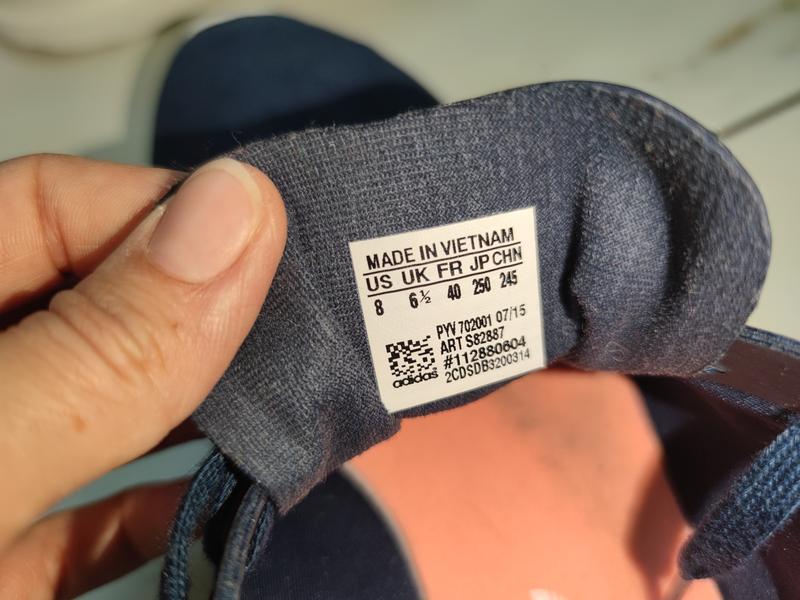 MADE IN VIETNAM
US UK FR JP CHN
8 6½ 40 250 245
PYV 702001 07/15
ART S82887
#112880604
2CDSDB3200314
adidas